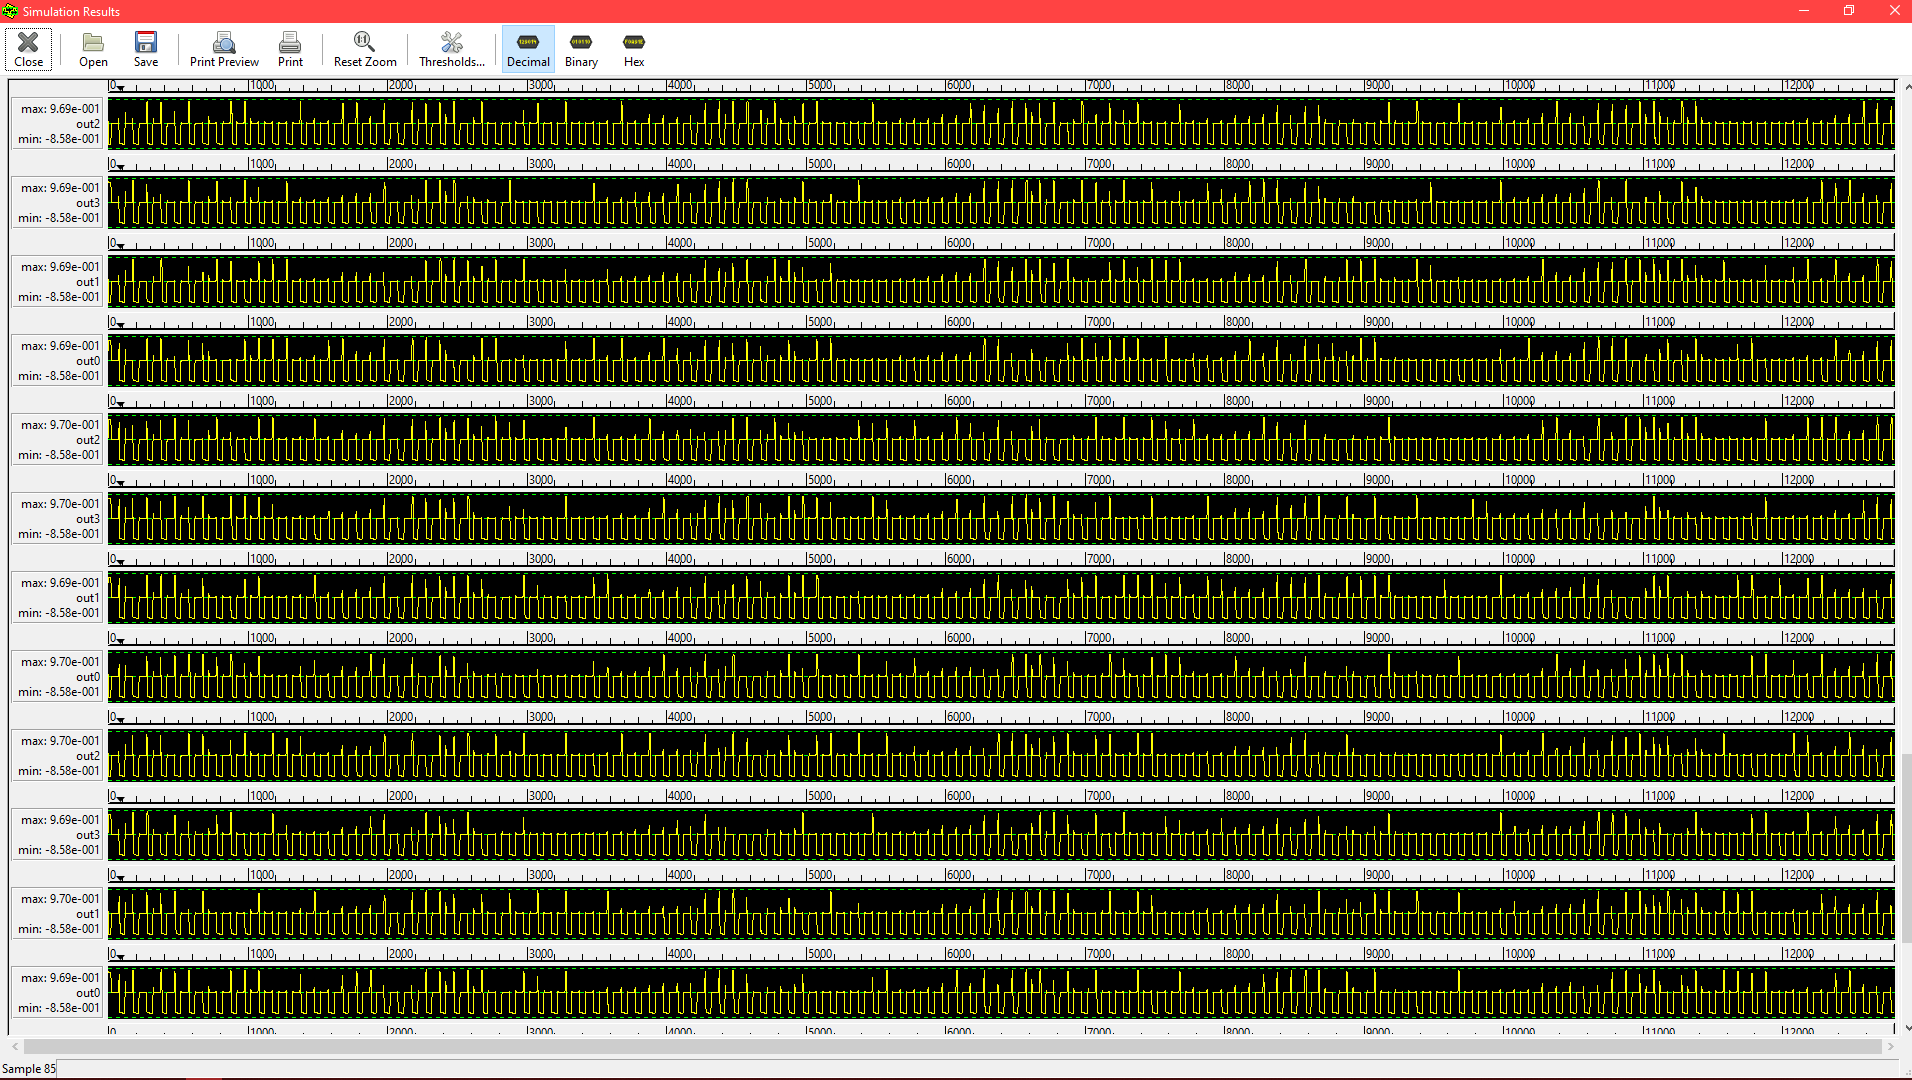 Simulation Results
Close Open Save Print Preview Print Reset Zoom Thresholds... Decimal Binary Hex
0 1000 2000 3000 4000 5000 6000 7000 8000 9000 10000 11000 12000
max: 9.69e-001
out2
min: -8.58e-001
0 1000 2000 3000 4000 5000 6000 7000 8000 9000 10000 11000 12000
max: 9.69e-001
out3
min: -8.58e-001
0 1000 2000 3000 4000 5000 6000 7000 8000 9000 10000 11000 12000
max: 9.69e-001
out1
min: -8.58e-001
0 1000 2000 3000 4000 5000 6000 7000 8000 9000 10000 11000 12000
max: 9.69e-001
out0
min: -8.58e-001
0 1000 2000 3000 4000 5000 6000 7000 8000 9000 10000 11000 12000
max: 9.70e-001
out2
min: -8.58e-001
0 1000 2000 3000 4000 5000 6000 7000 8000 9000 10000 11000 12000
max: 9.70e-001
out3
min: -8.58e-001
0 1000 2000 3000 4000 5000 6000 7000 8000 9000 10000 11000 12000
max: 9.69e-001
out1
min: -8.58e-001
0 1000 2000 3000 4000 5000 6000 7000 8000 9000 10000 11000 12000
max: 9.70e-001
out0
min: -8.58e-001
0 1000 2000 3000 4000 5000 6000 7000 8000 9000 10000 11000 12000
max: 9.70e-001
out2
min: -8.58e-001
0 1000 2000 3000 4000 5000 6000 7000 8000 9000 10000 11000 12000
max: 9.69e-001
out3
min: -8.58e-001
0 1000 2000 3000 4000 5000 6000 7000 8000 9000 10000 11000 12000
max: 9.70e-001
out1
min: -8.58e-001
0 1000 2000 3000 4000 5000 6000 7000 8000 9000 10000 11000 12000
max: 9.69e-001
out0
min: -8.58e-001
0 1000 2000 3000 4000 5000 6000 7000 8000 9000 10000 11000 12000
Sample 85